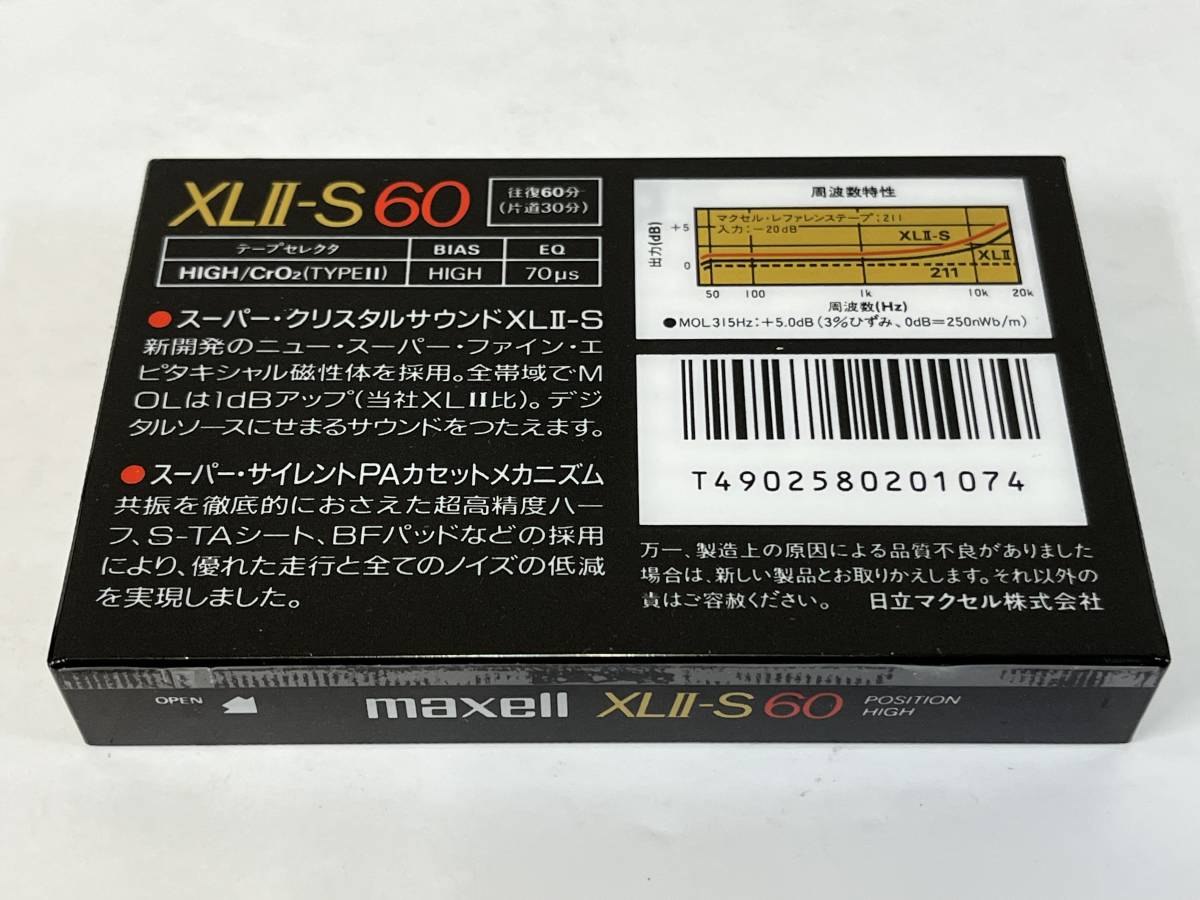 XLⅡ-S 60
往復60分
(片道30分)
テープセレクタ BIAS EQ
HIGH/CrO₂(TYPEⅡ) HIGH 70μs
●スーパー・クリスタルサウンドXLⅡ-S
新開発のニュー・スーパー・ファイン・エ
ピタキシャル磁性体を採用。全帯域でM
OLは1dBアップ(当社XLⅡ比)。デジ
タルソースにせまるサウンドをつたえます。
●スーパー・サイレントPAカセットメカニズム
共振を徹底的におさえた超高精度ハー
フ、S-TAシート、BFパッドなどの採用
により、優れた走行と全てのノイズの低減
を実現しました。
周波数特性
マクセル・レファレンステープ:211
入力:-20dB
出力(dB)
+5
0
XLⅡ-S
XLⅡ
211
50 100 1k 10k 20k
周波数(Hz)
●MOL315Hz:+5.0dB(3%ひずみ、0dB=250nWb/m)
T4902580201074
万一、製造上の原因による品質不良がありました
場合は、新しい製品とお取りかえします。それ以外の
責はご容赦ください。 日立マクセル株式会社
OPEN maxell XLⅡ-S 60 POSITION
HIGH